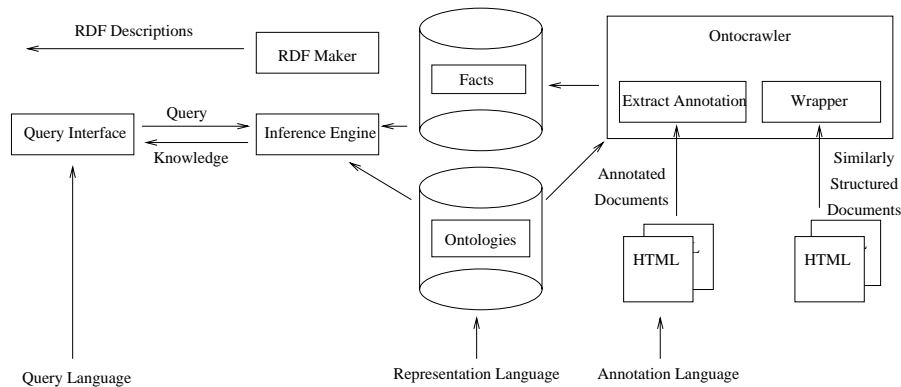 RDF Descriptions
RDF Maker
Facts
Ontocrawler
Extract Annotation
Wrapper
Query Interface
Query
Knowledge
Inference Engine
Annotated
Documents
Similarly
Structured
Documents
Ontologies
HTML
L
HTML
L
Query Language
Representation Language
Annotation Language